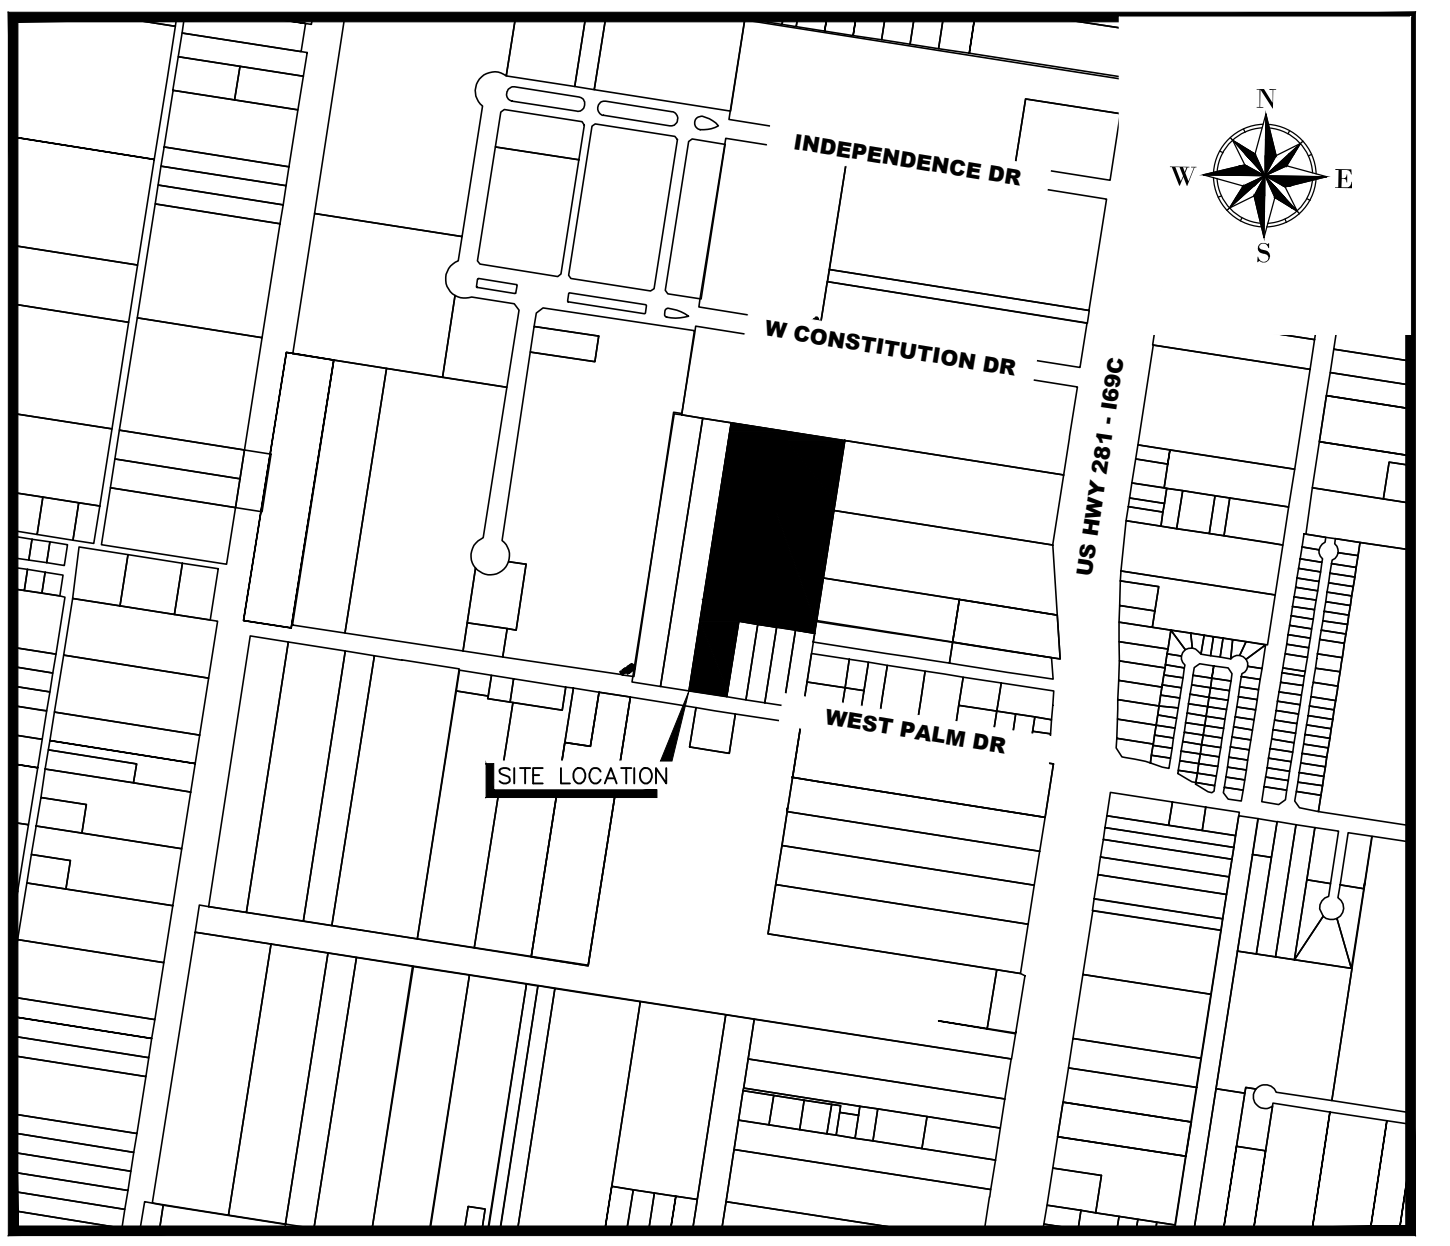 N
W
E
S
INDEPENDENCE DR
W CONSTITUTION DR
US HWY 281 - I69C
WEST PALM DR
SITE LOCATION